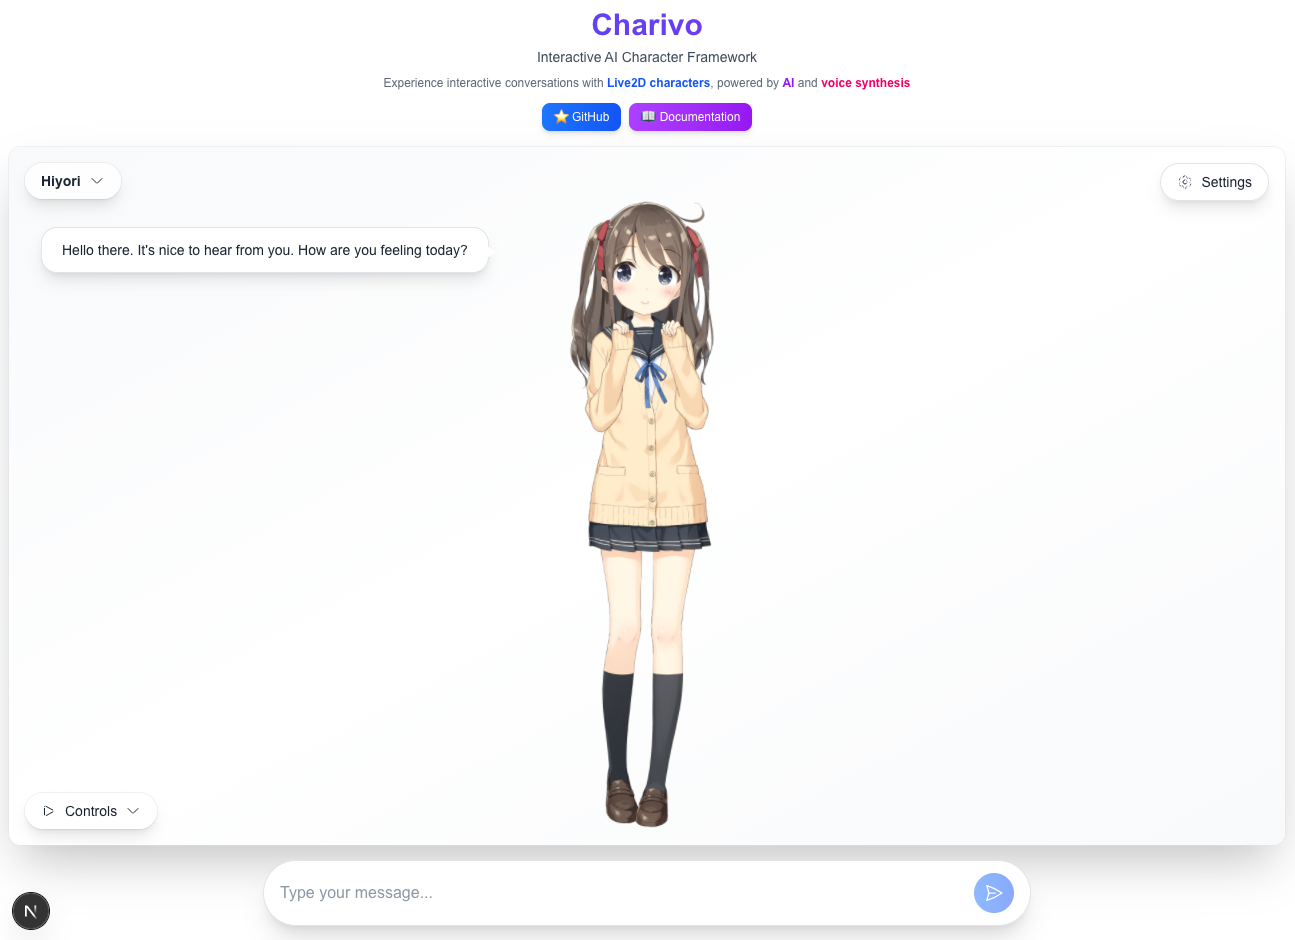 Charivo
Interactive AI Character Framework
Experience interactive conversations with Live2D characters, powered by AI and voice synthesis
⭐ GitHub
📖 Documentation
Hiyori
Settings
Hello there. It's nice to hear from you. How are you feeling today?
Controls
Type your message...
N